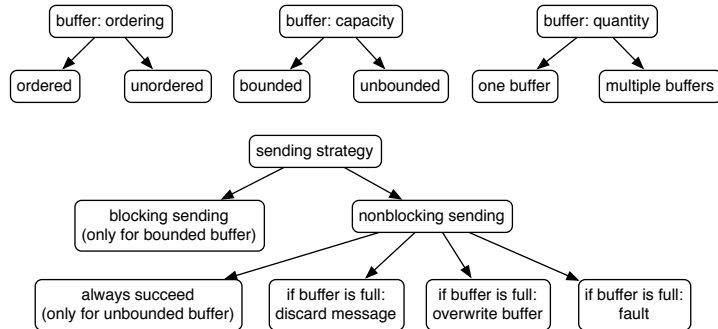 buffer: ordering
buffer: capacity
buffer: quantity
ordered
unordered
bounded
unbounded
one buffer
multiple buffers
sending strategy
blocking sending
(only for bounded buffer)
nonblocking sending
always succeed
(only for unbounded buffer)
if buffer is full:
discard message
if buffer is full:
overwrite buffer
if buffer is full:
fault